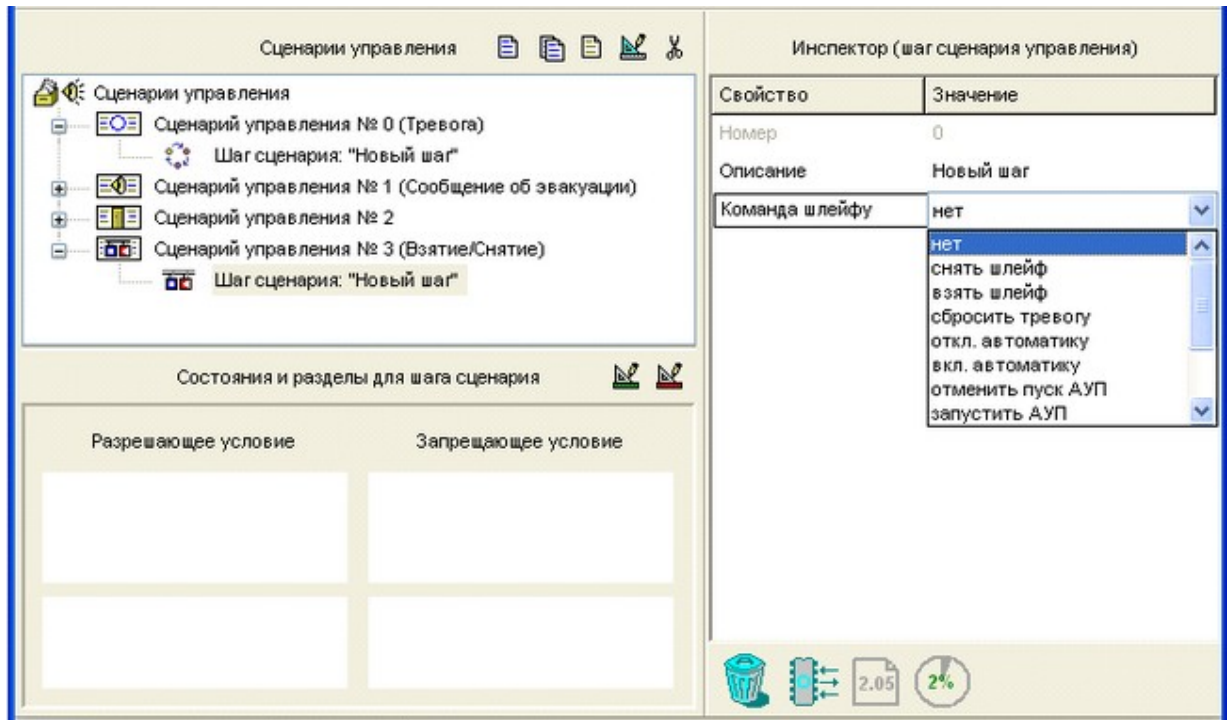 Сценарии управления
Сценарии управления
Сценарий управления № 0 (Тревога)
Шаг сценария: "Новый шаг"
Сценарий управления № 1 (Сообщение об эвакуации)
Сценарий управления № 2
Сценарий управления № 3 (Взятие/Снятие)
Шаг сценария: "Новый шаг"
Состояния и разделы для шага сценария
Разрешающее условие Запрещающее условие
Инспектор (шаг сценария управления)
Свойство Значение
Номер 0
Описание Новый шаг
Команда шлейфу нет
нет
снять шлейф
взять шлейф
сбросить тревогу
откл. автоматику
вкл. автоматику
отменить пуск АУП
запустить АУП
2.05 2%